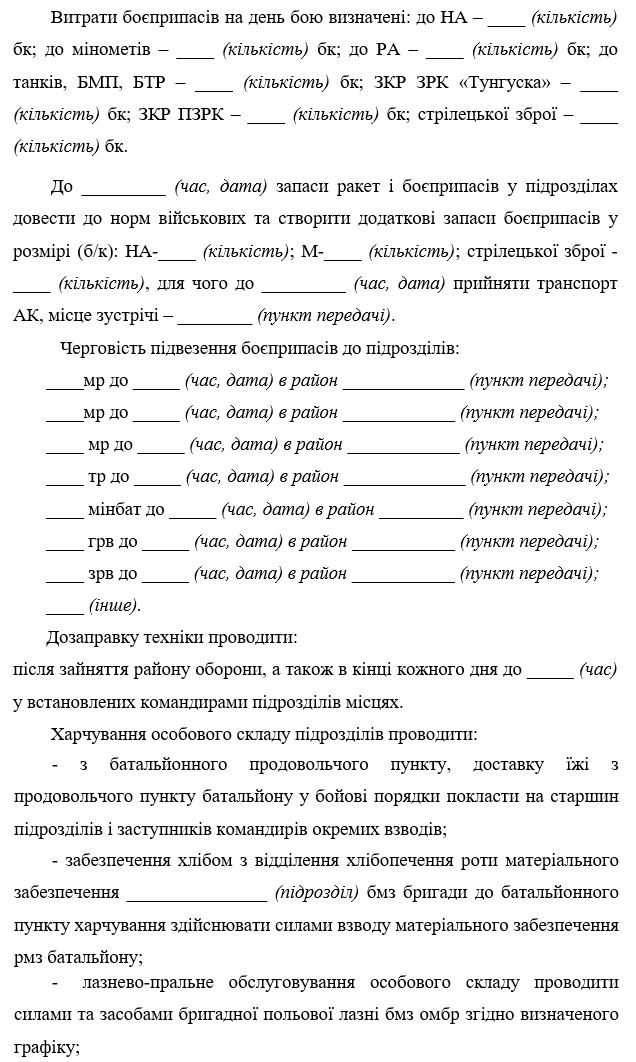 Витрати боєприпасів на день бою визначені: до НА – ____ (кількість)
бк; до мінометів – ____ (кількість) бк; до РА – ____ (кількість) бк; до
танків, БМП, БТР – ____ (кількість) бк; ЗКР ЗРК «Тунгуска» – ____
(кількість) бк; ЗКР ПЗРК – ____ (кількість) бк; стрілецької зброї – ____
(кількість) бк.
До _________ (час, дата) запаси ракет і боєприпасів у підрозділах
довести до норм військових та створити додаткові запаси боєприпасів у
розмірі (б/к): НА-____ (кількість); М-____ (кількість); стрілецької зброї -
____ (кількість), для чого до _________ (час, дата) прийняти транспорт
АК, місце зустрічі – ________ (пункт передачі).
Черговість підвезення боєприпасів до підрозділів:
____мр до _____ (час, дата) в район _____________ (пункт передачі);
____мр до _____ (час, дата) в район ____________ (пункт передачі);
____ мр до _____ (час, дата) в район ____________ (пункт передачі);
____ тр до _____ (час, дата) в район _____________ (пункт передачі);
____ мінбат до _____ (час, дата) в район _________ (пункт передачі);
____ грв до _____ (час, дата) в район ___________ (пункт передачі);
____ зрв до _____ (час, дата) в район ___________ (пункт передачі);
____ (інше).
Дозаправку техніки проводити:
після зайняття району оборони, а також в кінці кожного дня до _____ (час)
у встановлених командирами підрозділів місцях.
Харчування особового складу підрозділів проводити:
- з батальйонного продовольчого пункту, доставку їжі з
продовольчого пункту батальйону у бойові порядки покласти на старшин
підрозділів і заступників командирів окремих взводів;
- забезпечення хлібом з відділення хлібопечення роти матеріального
забезпечення _______________ (підрозділ) бмз бригади до батальйонного
пункту харчування здійснювати силами взводу матеріального забезпечення
рмз батальйону;
- лазнево-пральне обслуговування особового складу проводити
силами та засобами бригадної польової лазні бмз омбр згідно визначеного
графіку;